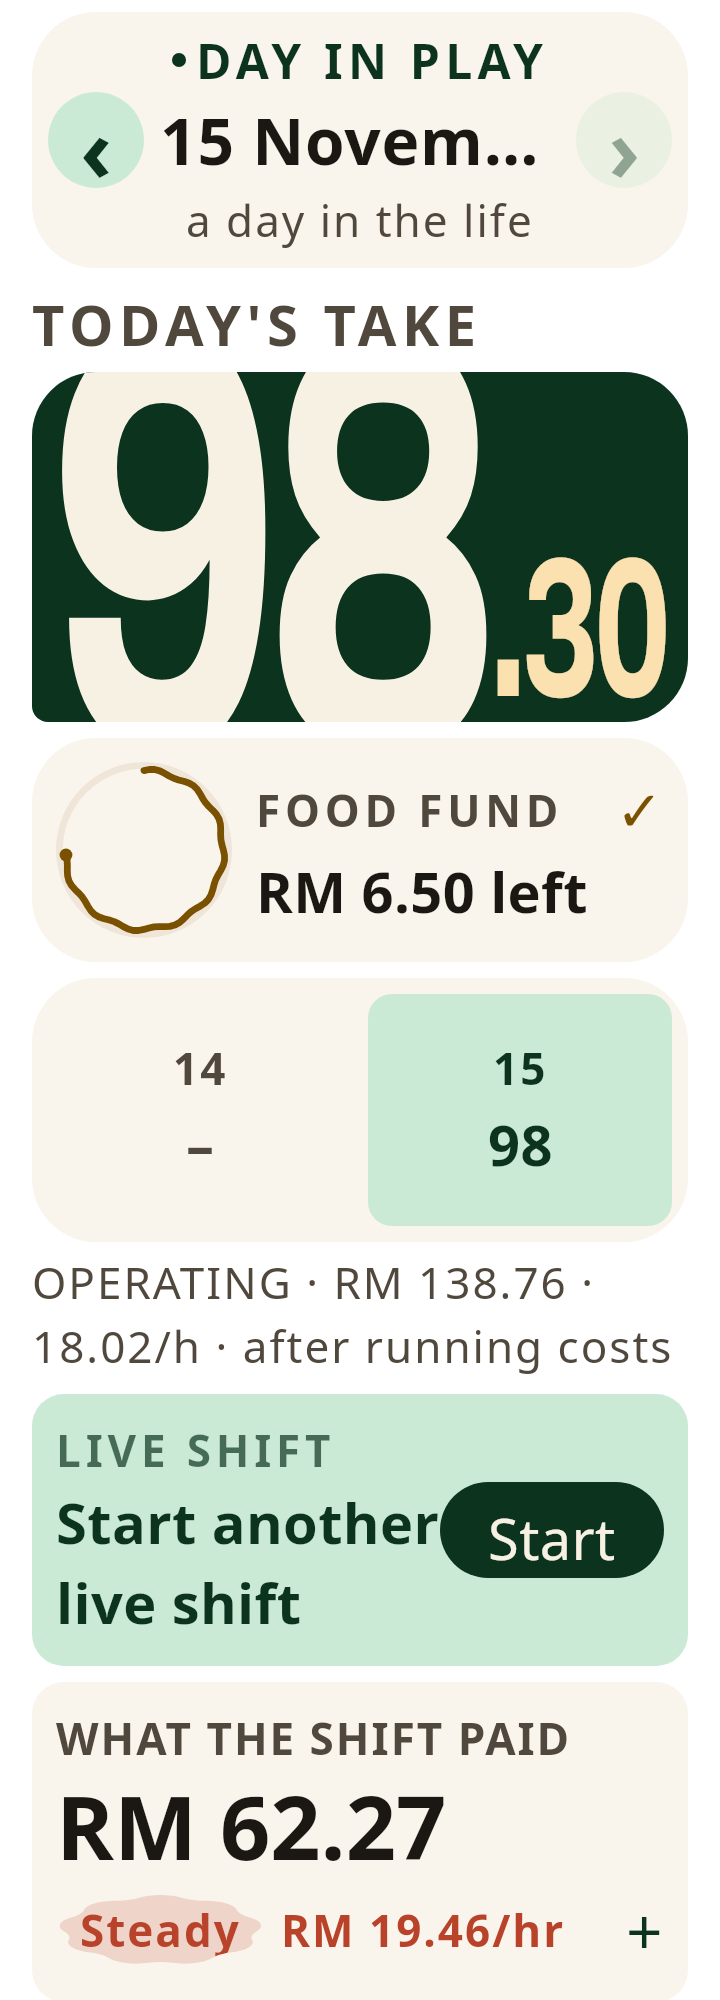 •DAY IN PLAY
‹ 15 Novem... ›
a day in the life
TODAY'S TAKE
98.30
FOOD FUND ✓
RM 6.50 left
14 15
– 98
OPERATING · RM 138.76 ·
18.02/h · after running costs
LIVE SHIFT
Start another
live shift
Start
WHAT THE SHIFT PAID
RM 62.27
Steady RM 19.46/hr +